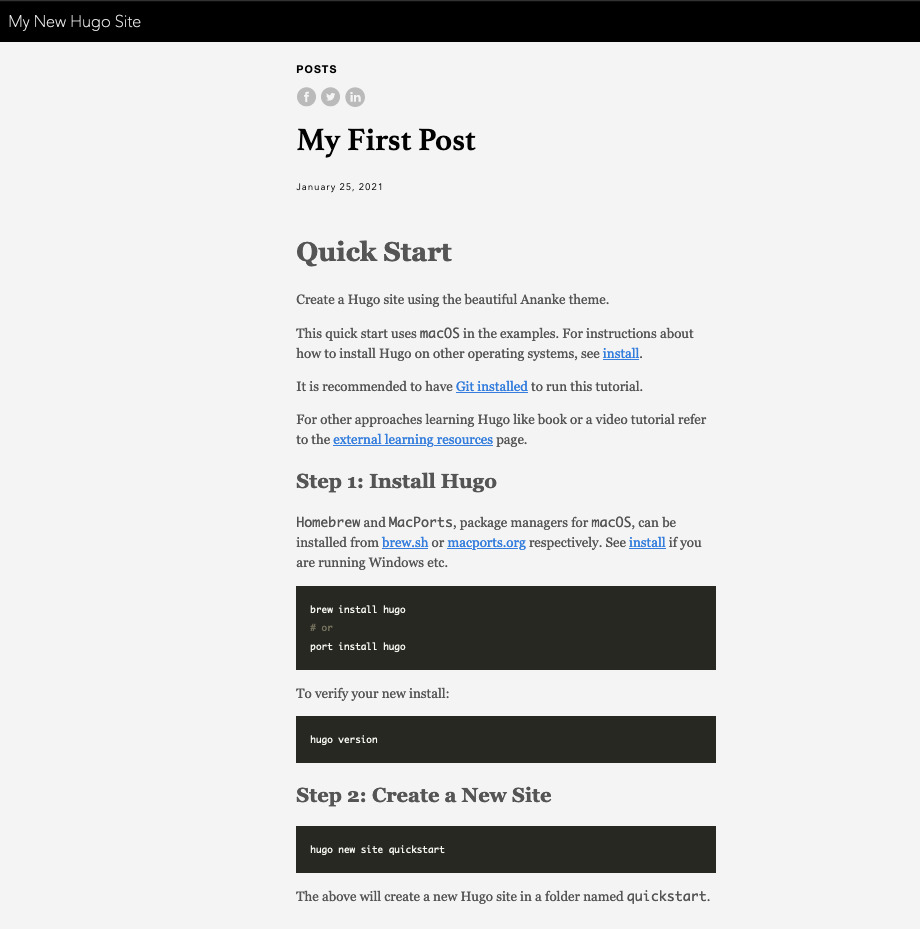 My New Hugo Site
POSTS
My First Post
January 25, 2021
Quick Start
Create a Hugo site using the beautiful Ananke theme.
This quick start uses macOS in the examples. For instructions about
how to install Hugo on other operating systems, see install.
It is recommended to have Git installed to run this tutorial.
For other approaches learning Hugo like book or a video tutorial refer
to the external learning resources page.
Step 1: Install Hugo
Homebrew and MacPorts, package managers for macOS, can be
installed from brew.sh or macports.org respectively. See install if you
are running Windows etc.
brew install hugo
# or
port install hugo
To verify your new install:
hugo version
Step 2: Create a New Site
hugo new site quickstart
The above will create a new Hugo site in a folder named quickstart.